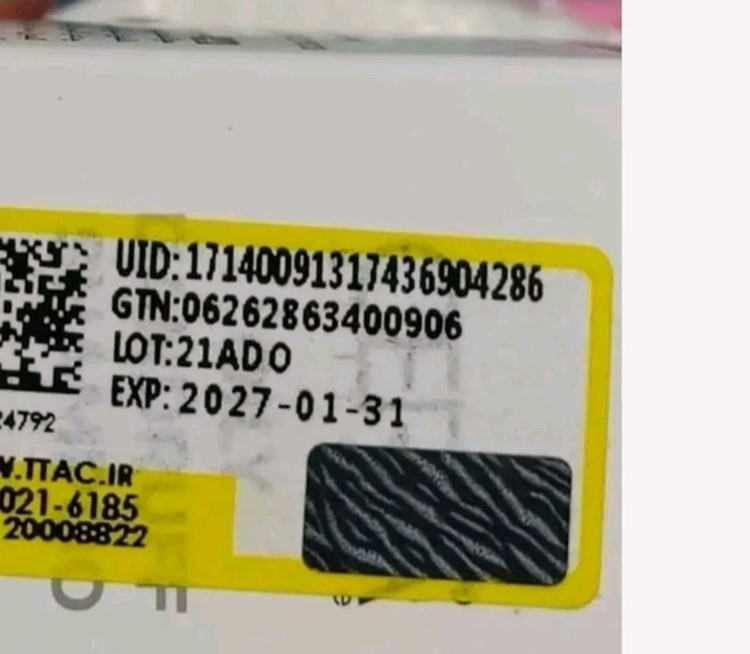 UID:17140091317436904286
GTN:06262863400906
LOT:21ADO
EXP:2027-01-31
24792
W.TTAC.IR
021-6185
20008822